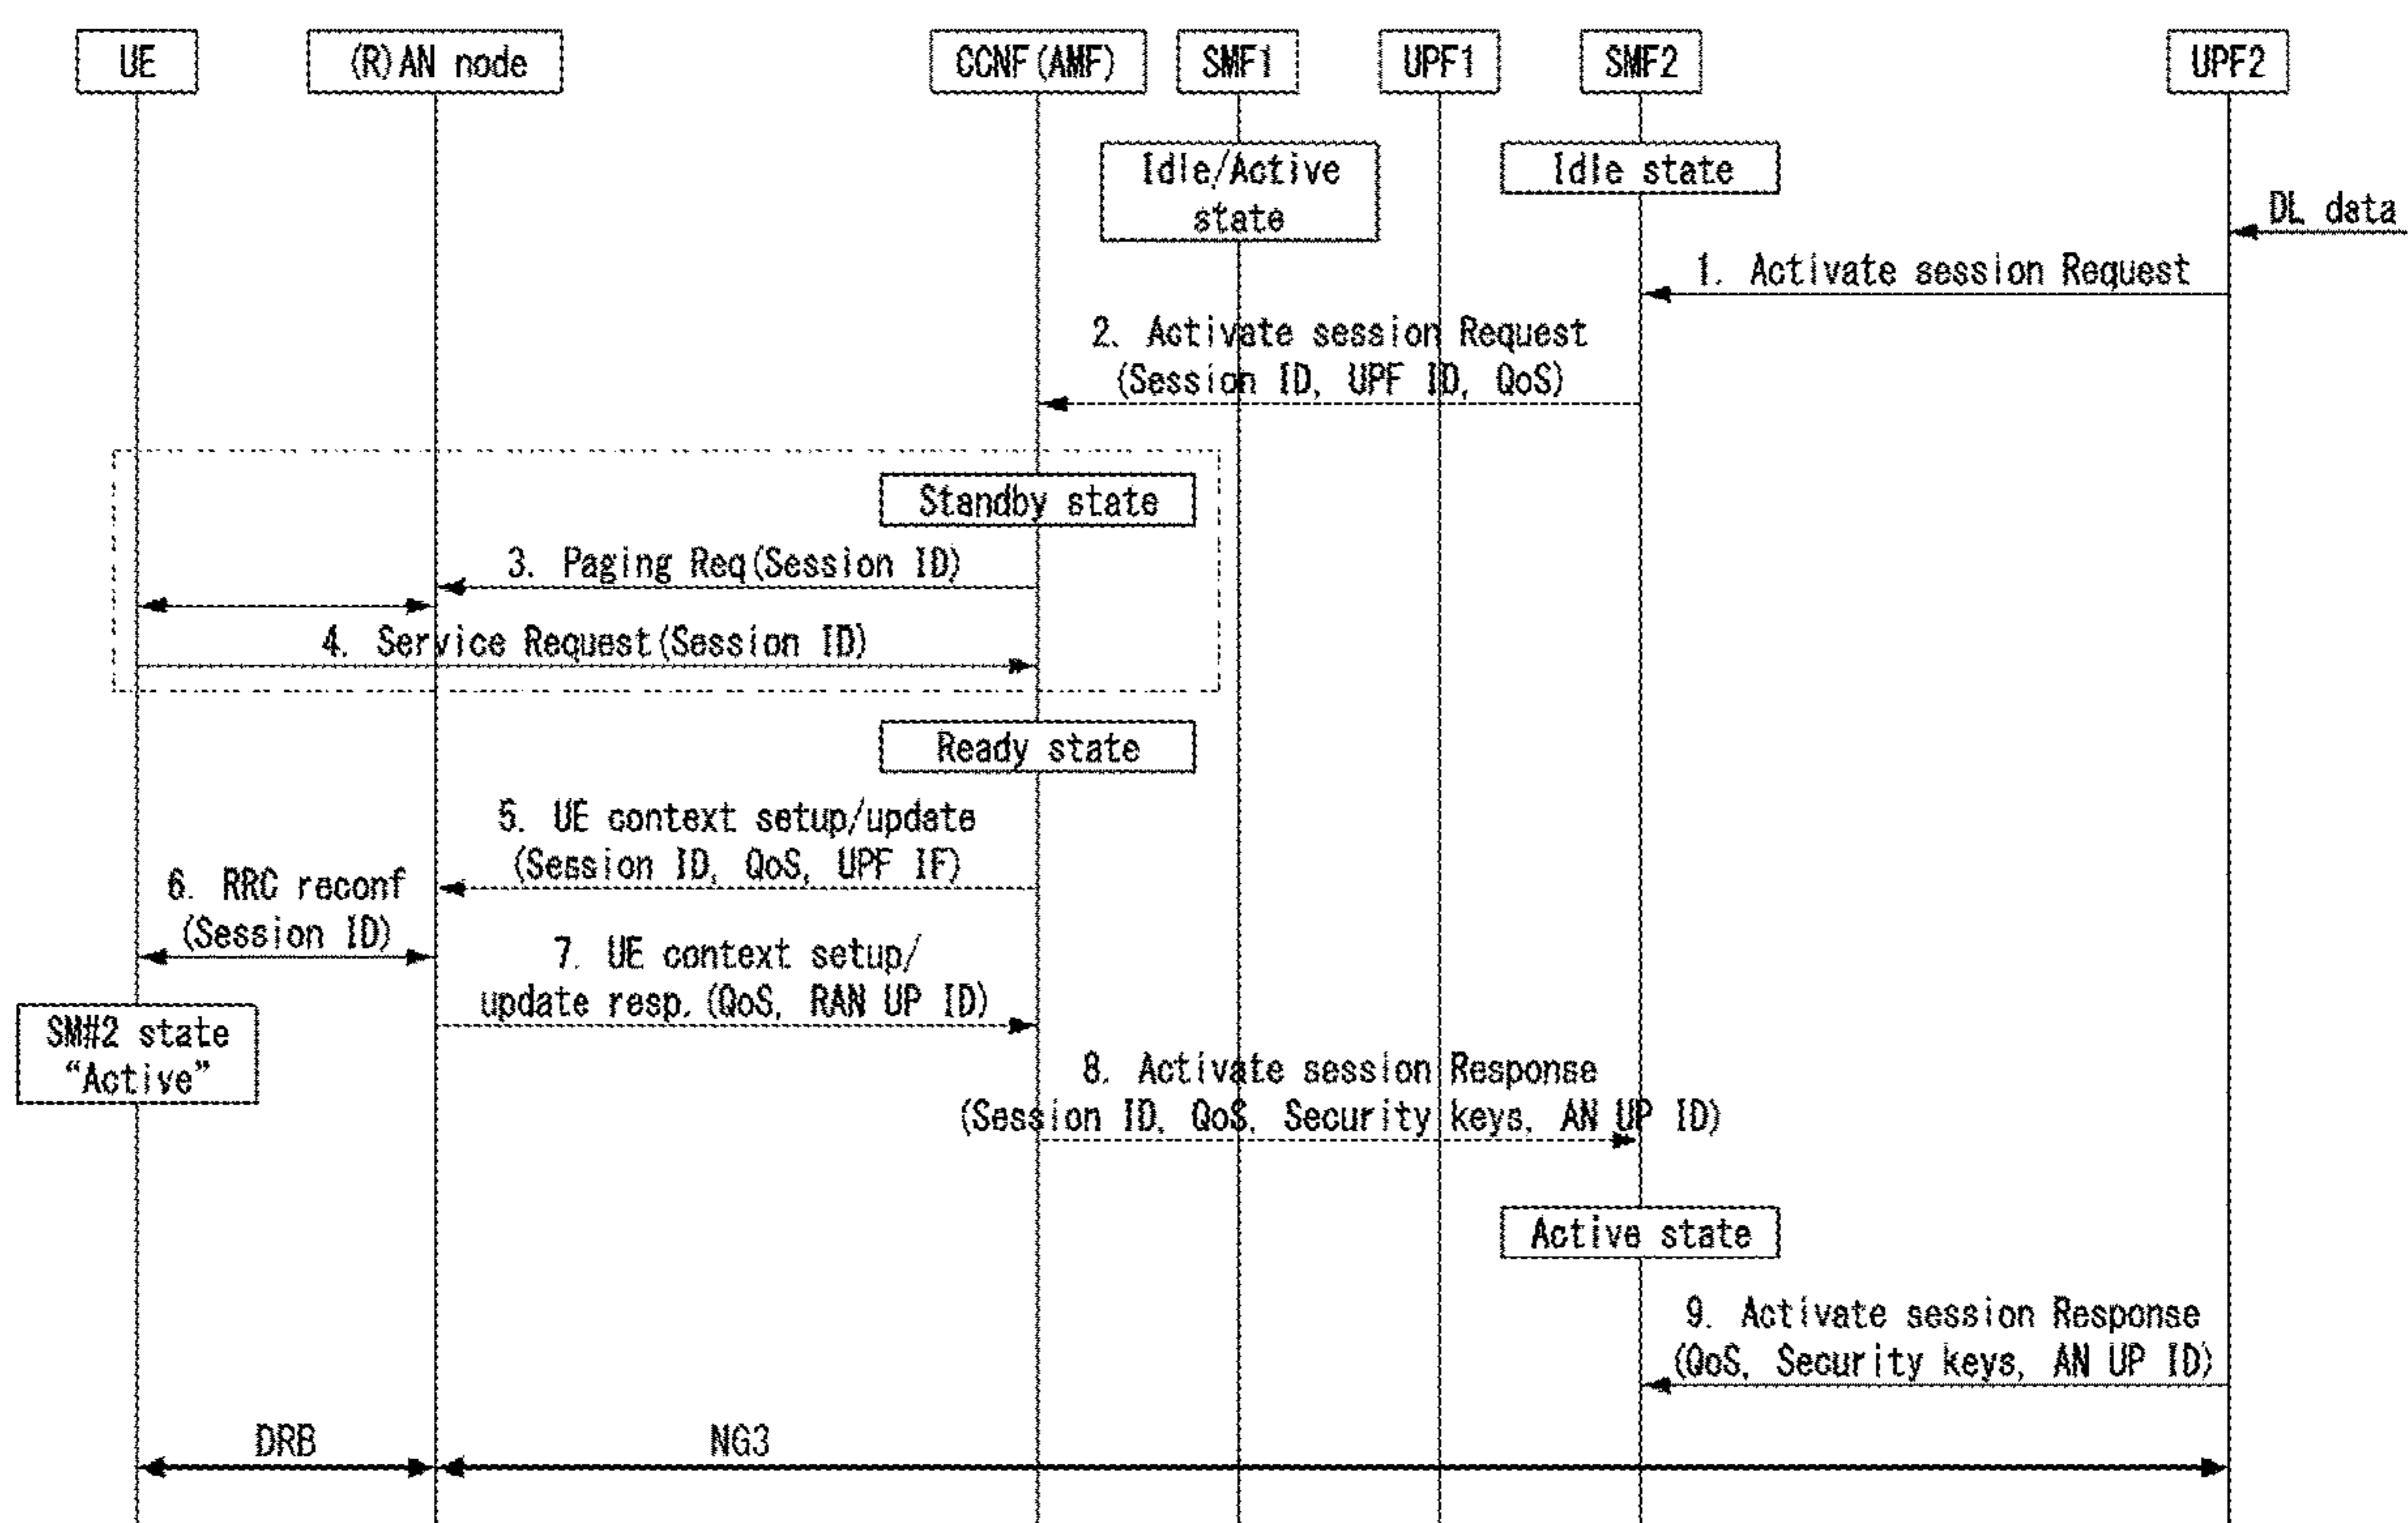 UE
(R)AN node
CCNF(AMF)
SMF1
UPF1
SMF2
UPF2
Idle/Active
state
Idle state
DL data
1. Activate session Request
2. Activate session Request
(Session ID, UPF ID, QoS)
Standby state
3. Paging Req(Session ID)
4. Service Request(Session ID)
Ready state
5. UE context setup/update
(Session ID, QoS, UPF IF)
6. RRC reconf
(Session ID)
7. UE context setup/
update resp.(QoS, RAN UP ID)
SM#2 state
“Active”
8. Activate session Response
(Session ID, QoS, Security keys, AN UP ID)
Active state
9. Activate session Response
(QoS, Security keys, AN UP ID)
DRB
NG3